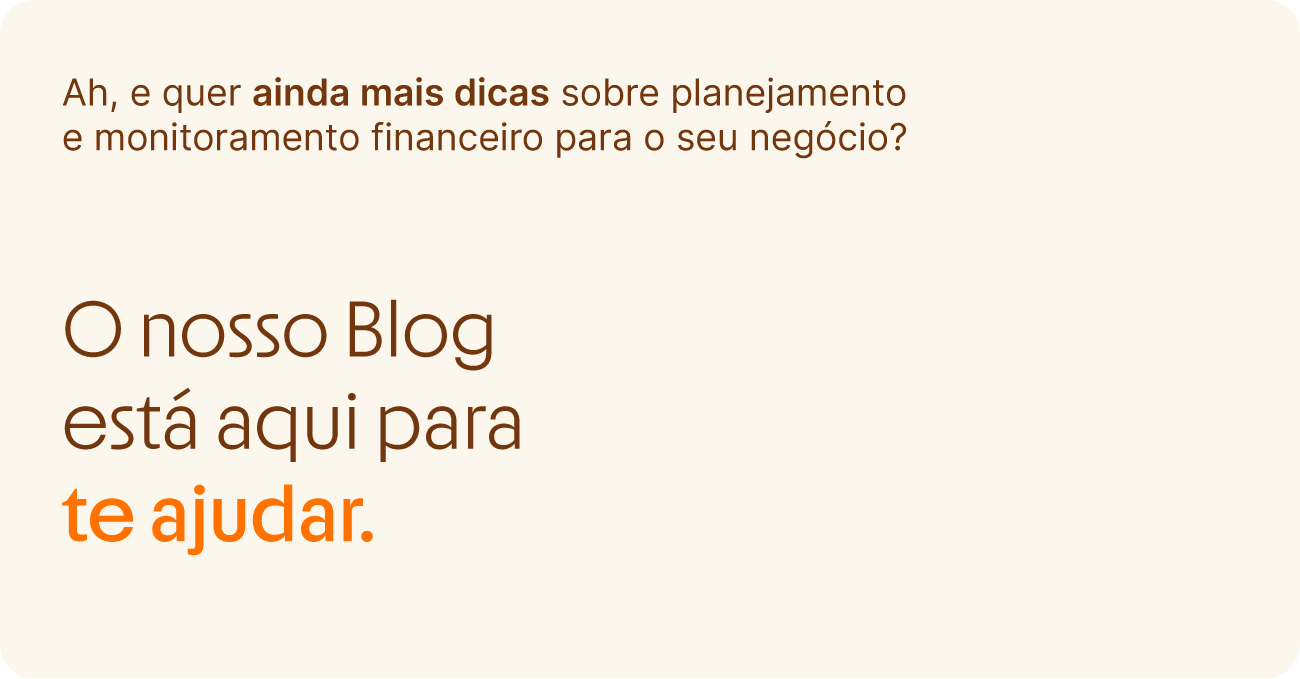 Ah, e quer ainda mais dicas sobre planejamento
e monitoramento financeiro para o seu negócio?
O nosso Blog
está aqui para
te ajudar.